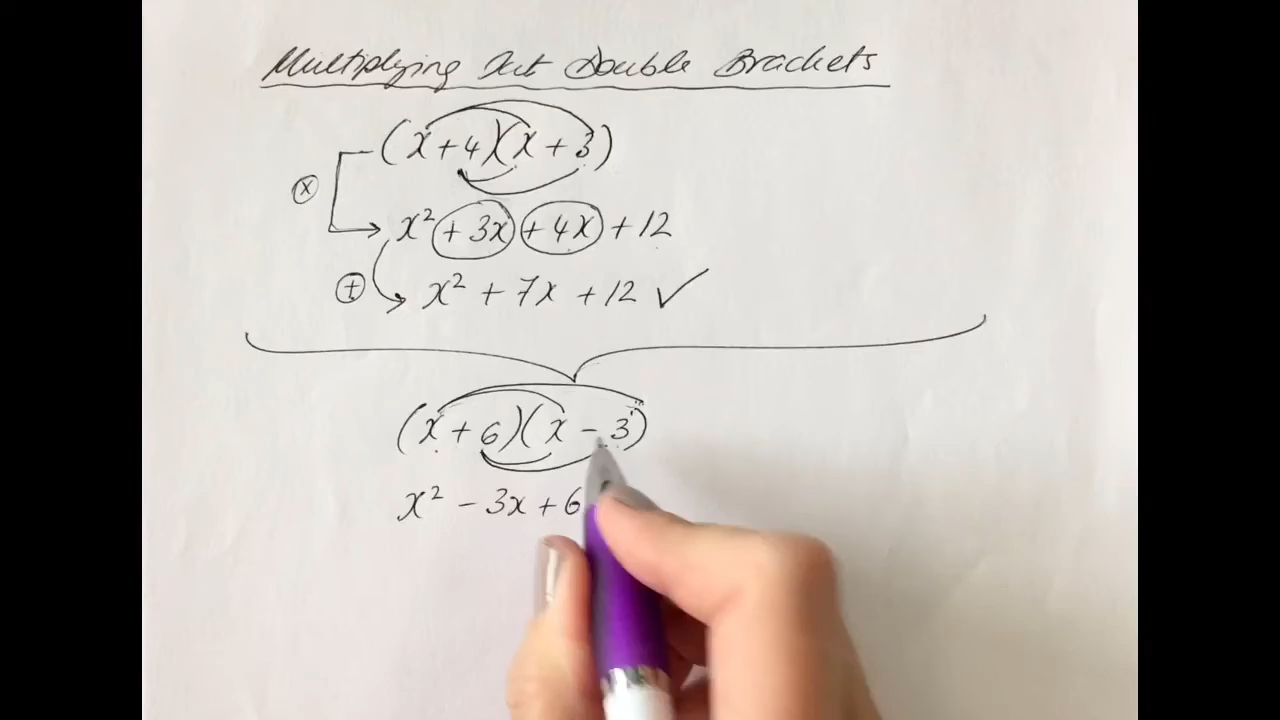 Multiplying Out Double Brackets
(x+4)(x+3)
x² +3x +4x +12
x² + 7x + 12 ✓
(x + 6)(x - 3)
x² - 3x + 6